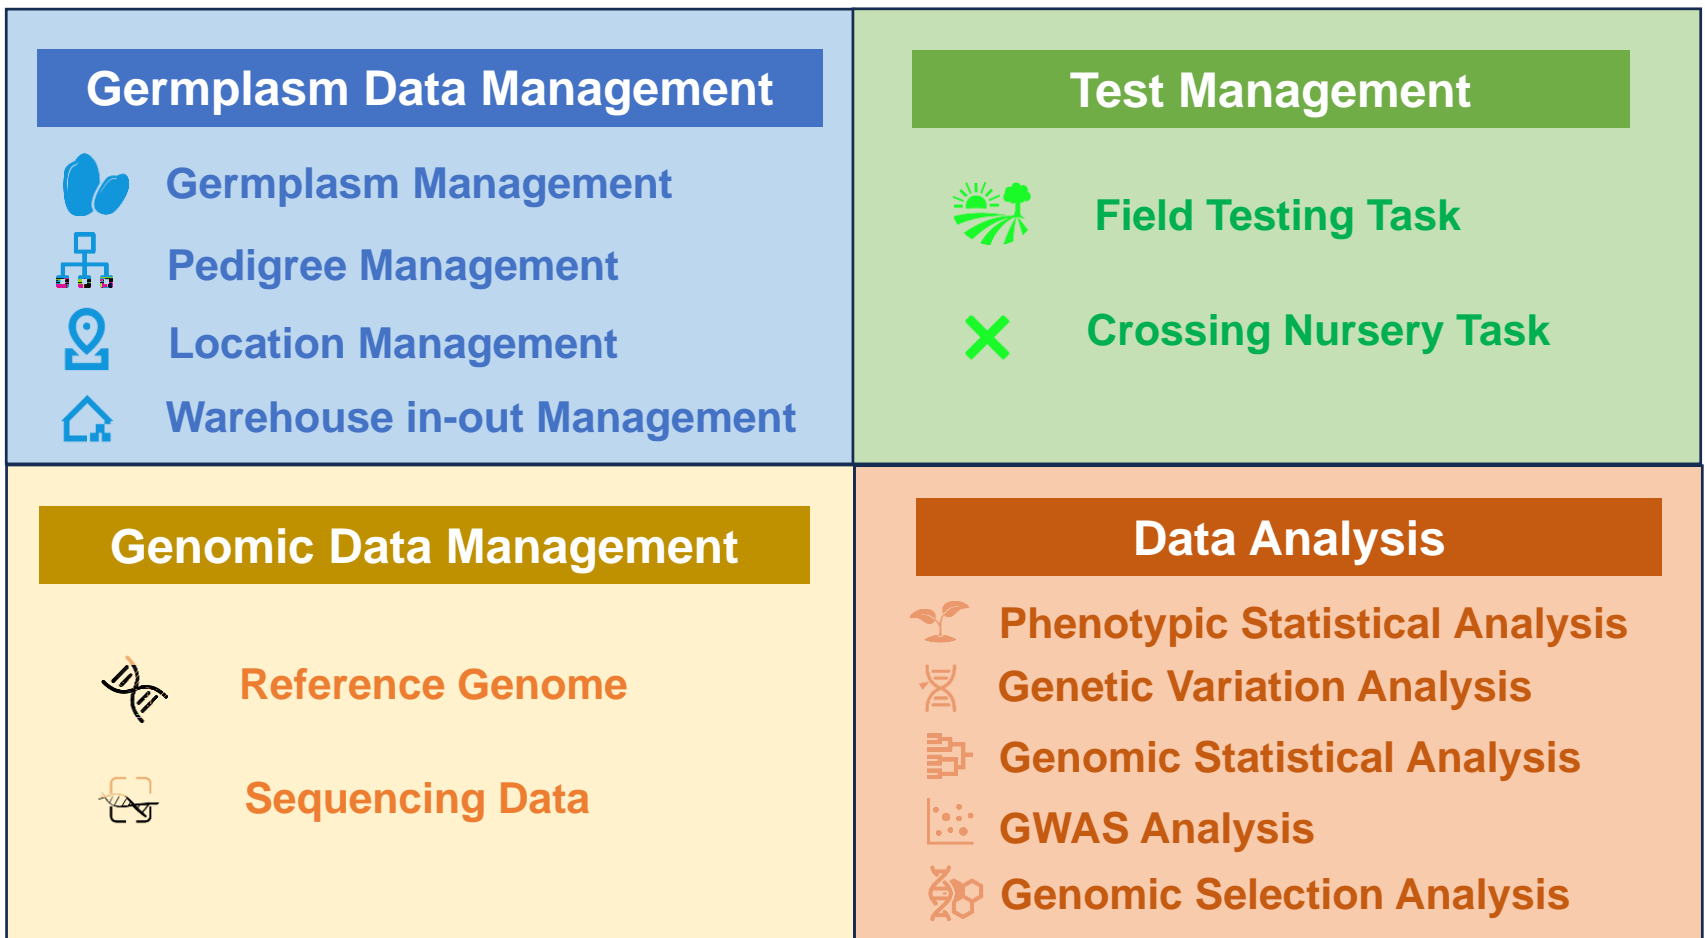 Germplasm Data Management
Germplasm Management
Pedigree Management
Location Management
Warehouse in-out Management
Test Management
Field Testing Task
Crossing Nursery Task
Genomic Data Management
Reference Genome
Sequencing Data
Data Analysis
Phenotypic Statistical Analysis
Genetic Variation Analysis
Genomic Statistical Analysis
GWAS Analysis
Genomic Selection Analysis